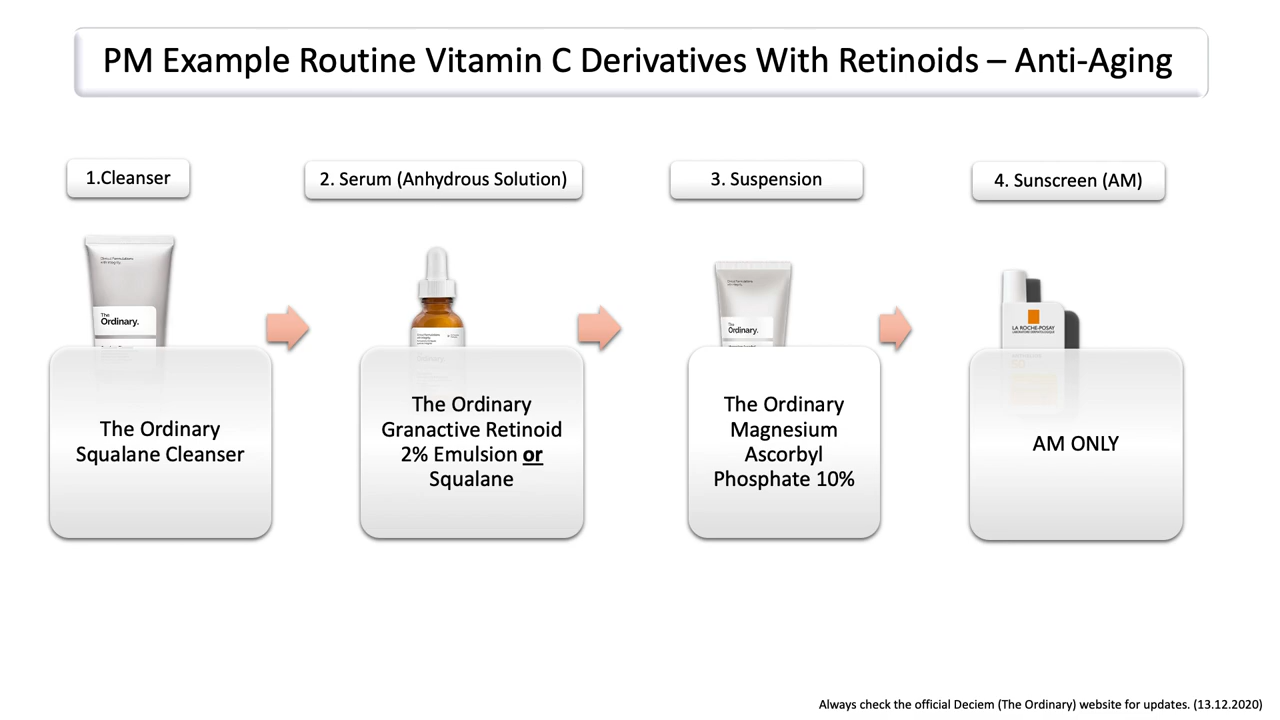 PM Example Routine Vitamin C Derivatives With Retinoids – Anti-Aging
1.Cleanser
2. Serum (Anhydrous Solution)
3. Suspension
4. Sunscreen (AM)
The
Ordinary.
The
Ordinary.
LA ROCHE-POSAY
LABORATOIRE DERMATOLOGIQUE
The Ordinary
Squalane Cleanser
The Ordinary
Granactive Retinoid
2% Emulsion or
Squalane
The Ordinary
Magnesium
Ascorbyl
Phosphate 10%
AM ONLY
Always check the official Deciem (The Ordinary) website for updates. (13.12.2020)